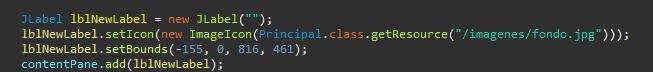 JLabel lblNewLabel = new JLabel("");
lblNewLabel.setIcon(new ImageIcon(Principal.class.getResource("/imagenes/fondo.jpg")));
lblNewLabel.setBounds(-155, 0, 816, 461);
contentPane.add(lblNewLabel);